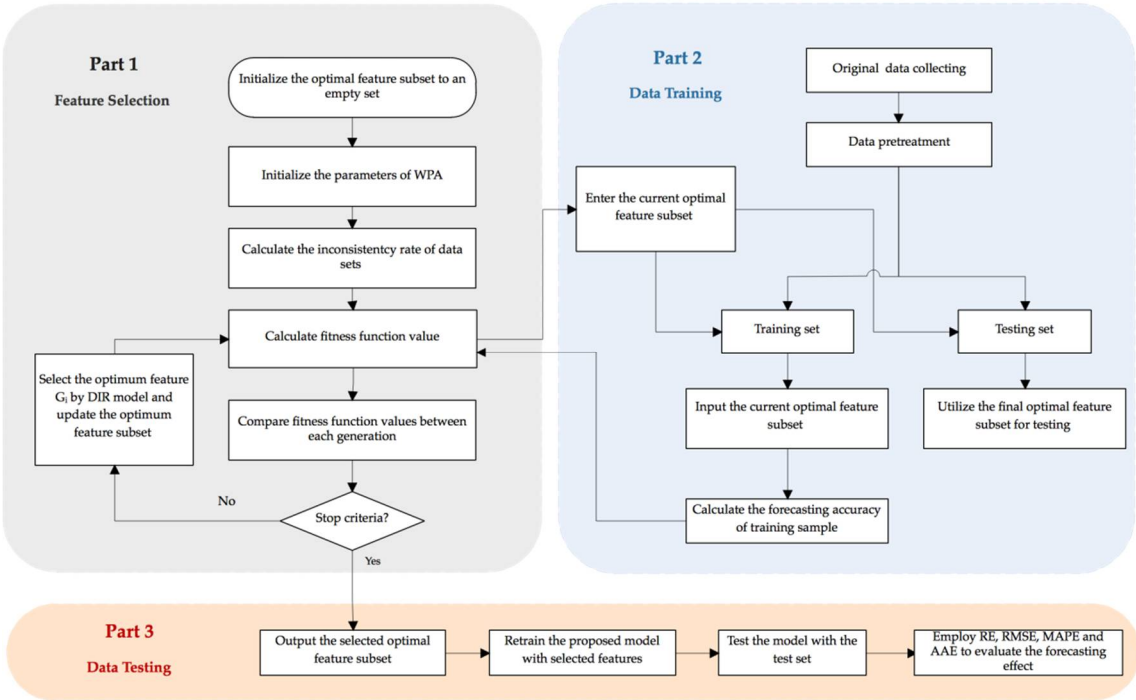 Part 1
Feature Selection
Initialize the optimal feature subset to an
empty set
Initialize the parameters of WPA
Calculate the inconsistentcy rate of data
sets
Calculate fitness function value
Select the optimum feature
Gᵢ by DIR model and
update the optimum
feature subset
Compare fitness function values between
each generation
No
Stop criteria?
Yes
Part 2
Data Training
Original data collecting
Data pretreatment
Enter the current optimal
feature subset
Training set
Testing set
Input the current optimal feature
subset
Utilize the final optimal feature
subset for testing
Calculate the forecasting accuracy
of training sample
Part 3
Data Testing
Output the selected optimal
feature subset
Retrain the proposed model
with selected features
Test the model with the
test set
Employ RE, RMSE, MAPE and
AAE to evaluate the forecasting
effect